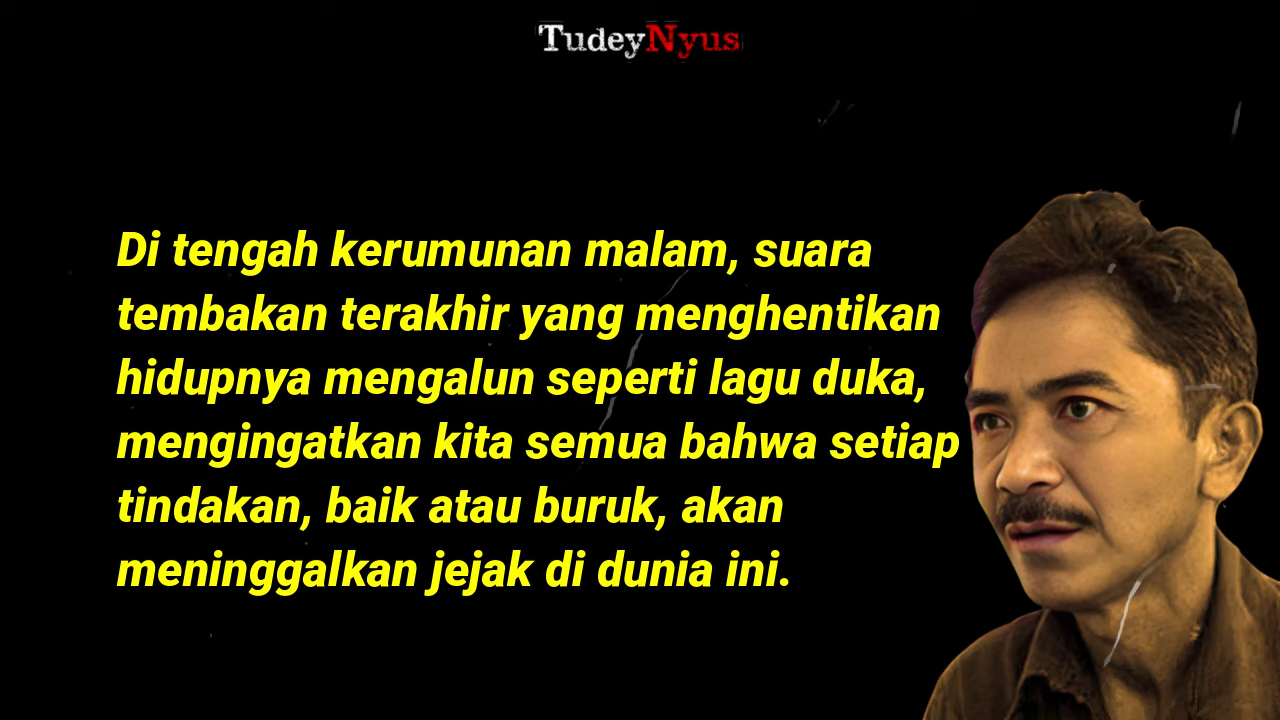 TudeyNyus
Di tengah kerumunan malam, suara
tembakan terakhir yang menghentikan
hidupnya mengalun seperti lagu duka,
mengingatkan kita semua bahwa setiap
tindakan, baik atau buruk, akan
meninggalkan jejak di dunia ini.